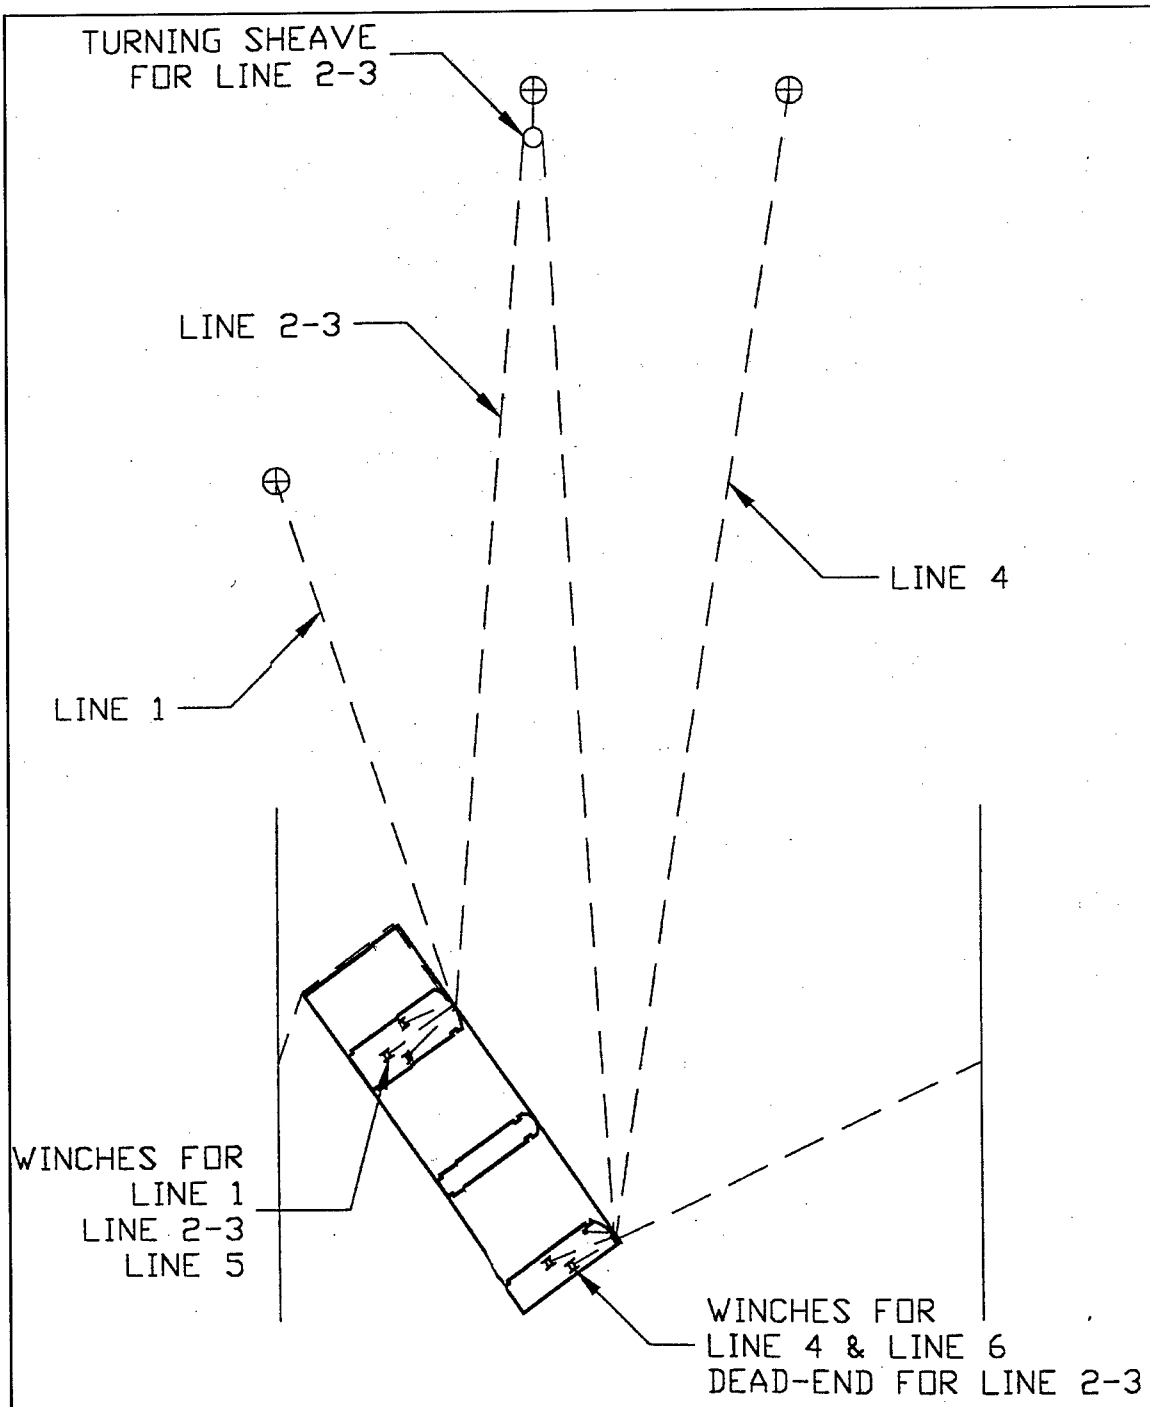 TURNING SHEAVE
FOR LINE 2-3
LINE 2-3
LINE 4
LINE 1
WINCHES FOR
LINE 1
LINE 2-3
LINE 5
WINCHES FOR
LINE 4 & LINE 6
DEAD-END FOR LINE 2-3